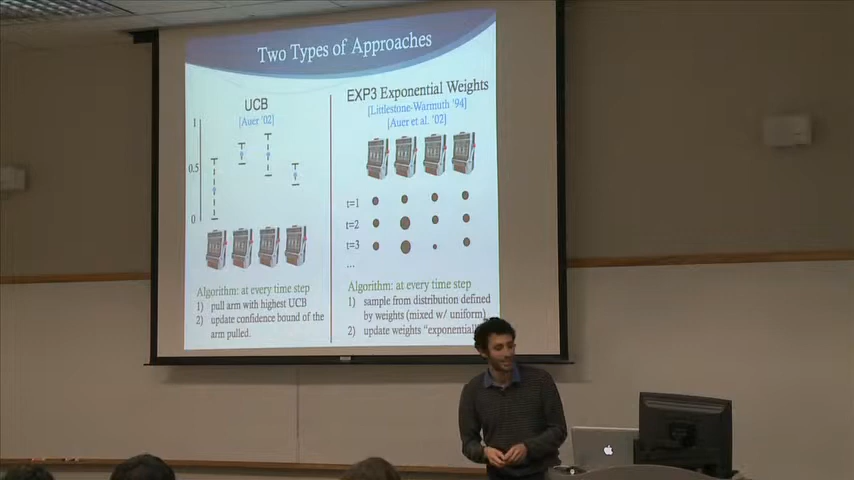 Two Types of Approaches
UCB
[Auer '02]
1
0.5
0
Algorithm: at every time step
1) pull arm with highest UCB
2) update confidence bound of the
arm pulled.
EXP3 Exponential Weights
[Littlestone-Warmuth '94]
[Auer et al. '02]
t=1
t=2
t=3
...
Algorithm: at every time step
1) sample from distribution defined
by weights (mixed w/ uniform)
2) update weights